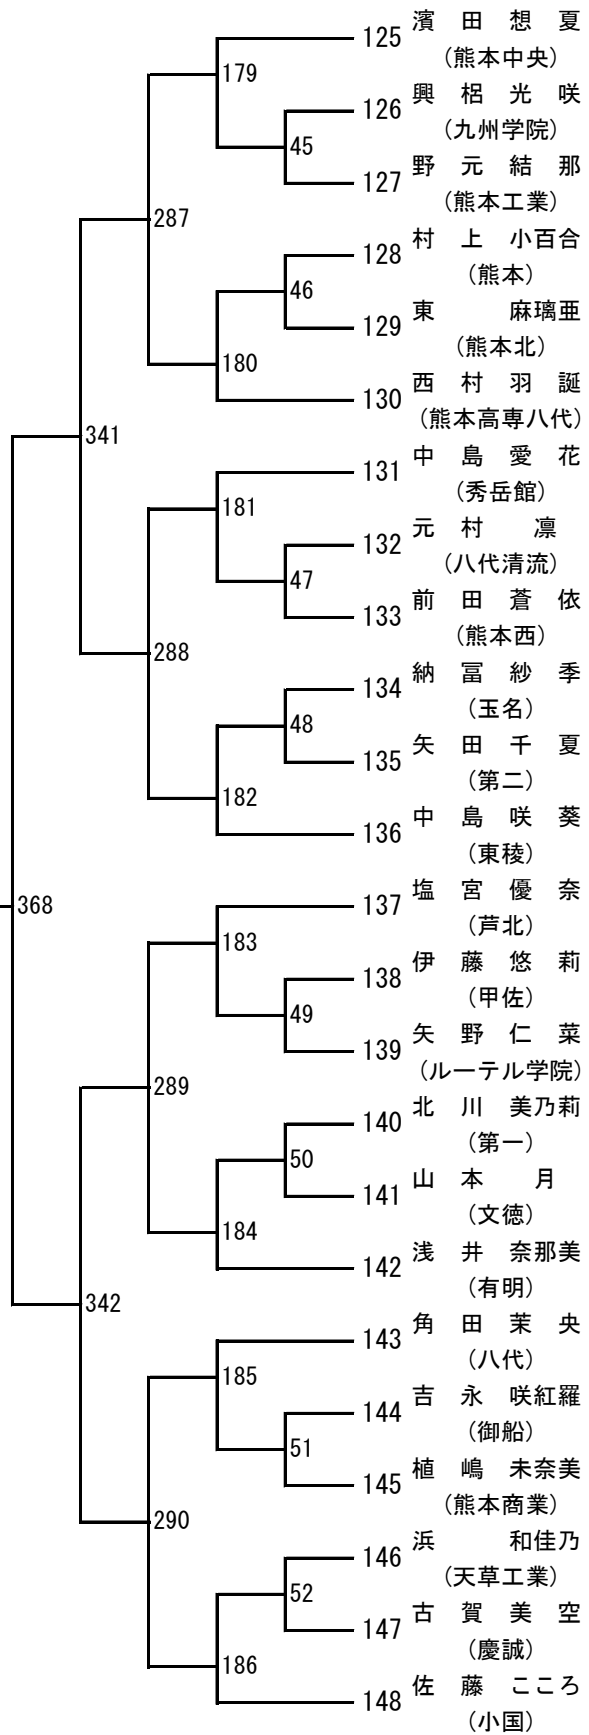 125 濱田想夏
(熊本中央)
179
126 興梠光咲
(九州学院)
45
127 野元結那
(熊本工業)
287
128 村上小百合
(熊本)
46
129 東麻璃亜
(熊本北)
180
130 西村羽誕
(熊本高専八代)
341
131 中島愛花
(秀岳館)
181
132 元村凛
(八代清流)
47
133 前田蒼依
(熊本西)
288
134 納冨紗季
(玉名)
48
135 矢田千夏
(第二)
182
136 中島咲葵
(東稜)
368
137 塩宮優奈
(芦北)
183
138 伊藤悠莉
(甲佐)
49
139 矢野仁菜
(ルーテル学院)
289
140 北川美乃莉
(第一)
50
141 山本月
(文徳)
184
142 浅井奈那美
(有明)
342
143 角田茉央
(八代)
185
144 吉永咲紅羅
(御船)
51
145 植嶋未奈美
(熊本商業)
290
146 浜和佳乃
(天草工業)
52
147 古賀美空
(慶誠)
186
148 佐藤こころ
(小国)